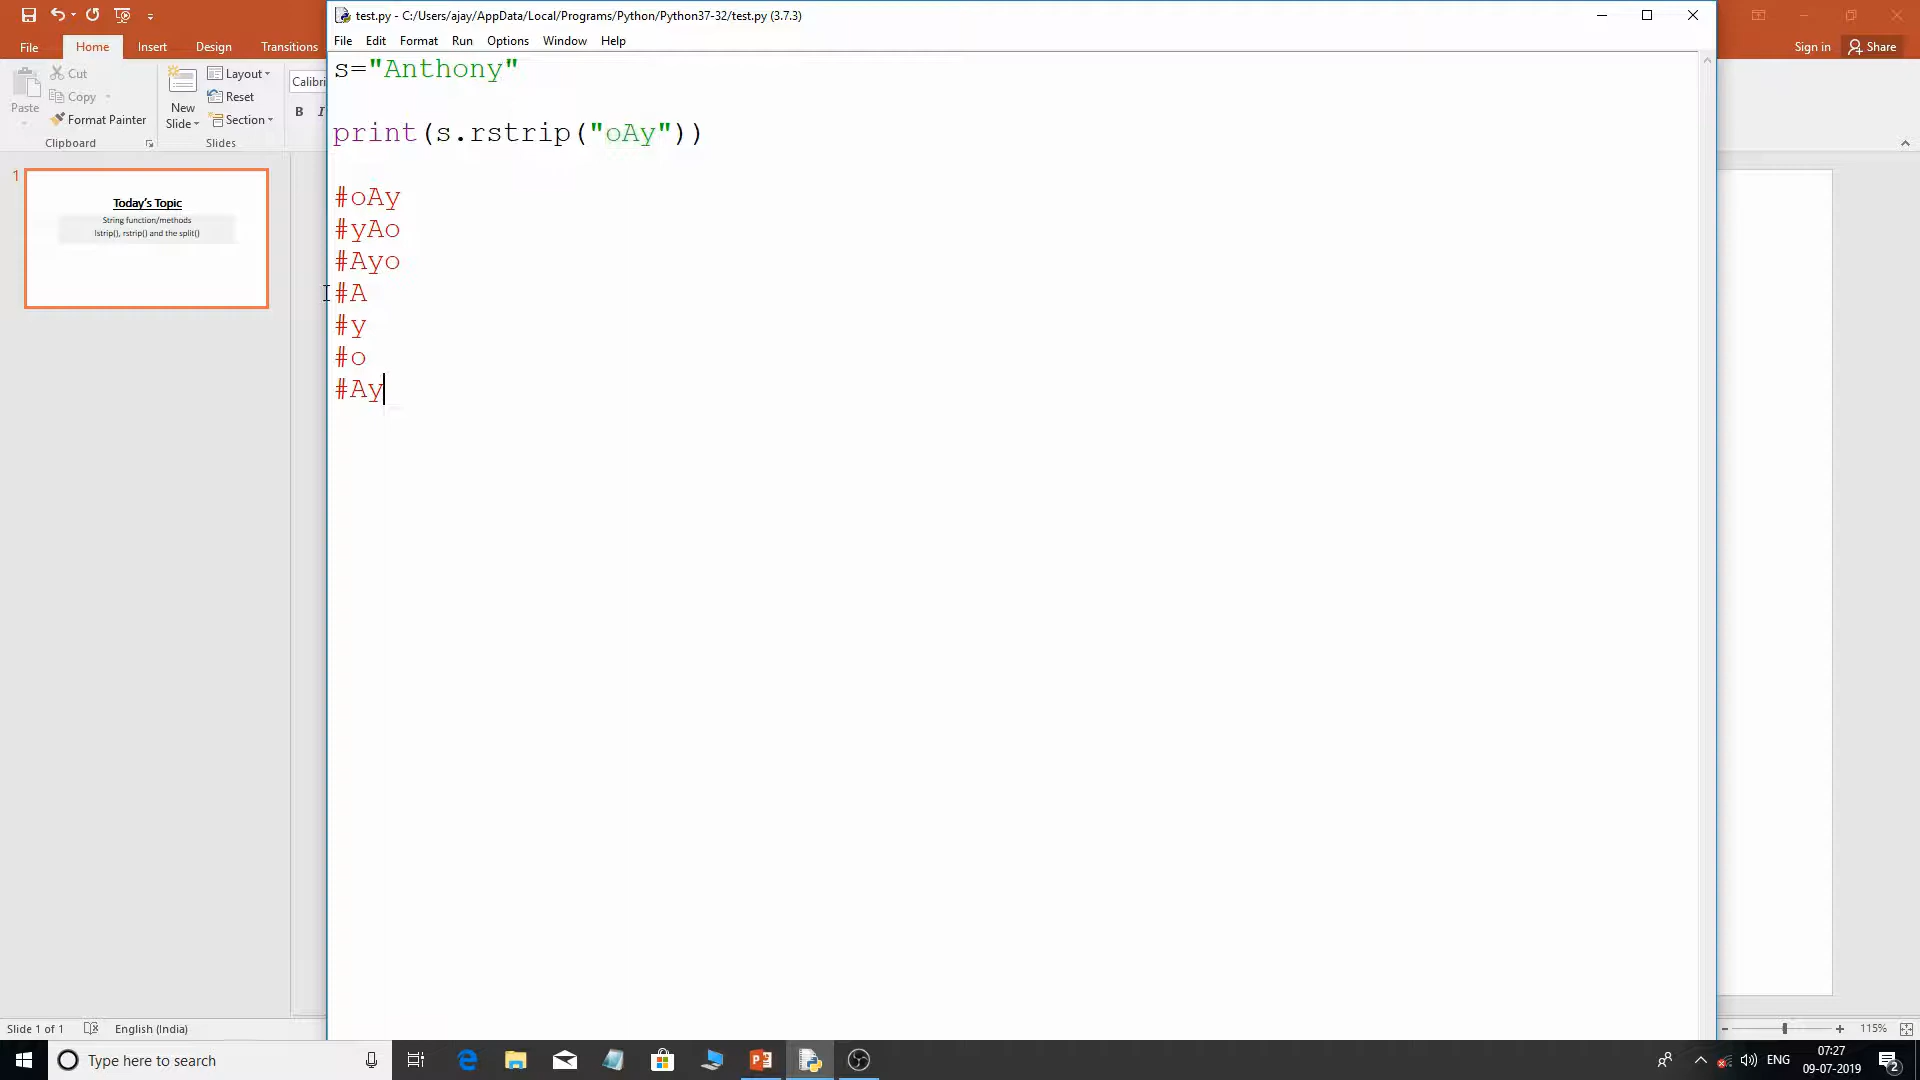 test.py - C:/Users/ajay/AppData/Local/Programs/Python/Python37-32/test.py (3.7.3)
File Edit Format Run Options Window Help
File Home Insert Design Transitions
Sign in Share
Cut
Copy
Format Painter
Paste
Clipboard
New
Slide
Layout
Reset
Section
Slides
Calibri
B I
s="Anthony"
print(s.rstrip("oAy"))
#oAy
#yAo
#Ayo
#A
#y
#o
#Ay
1
Today's Topic
String function/methods
lstrip(), rstrip() and the split()
Slide 1 of 1 English (India)
115%
Type here to search
ENG
07:27
09-07-2019
2